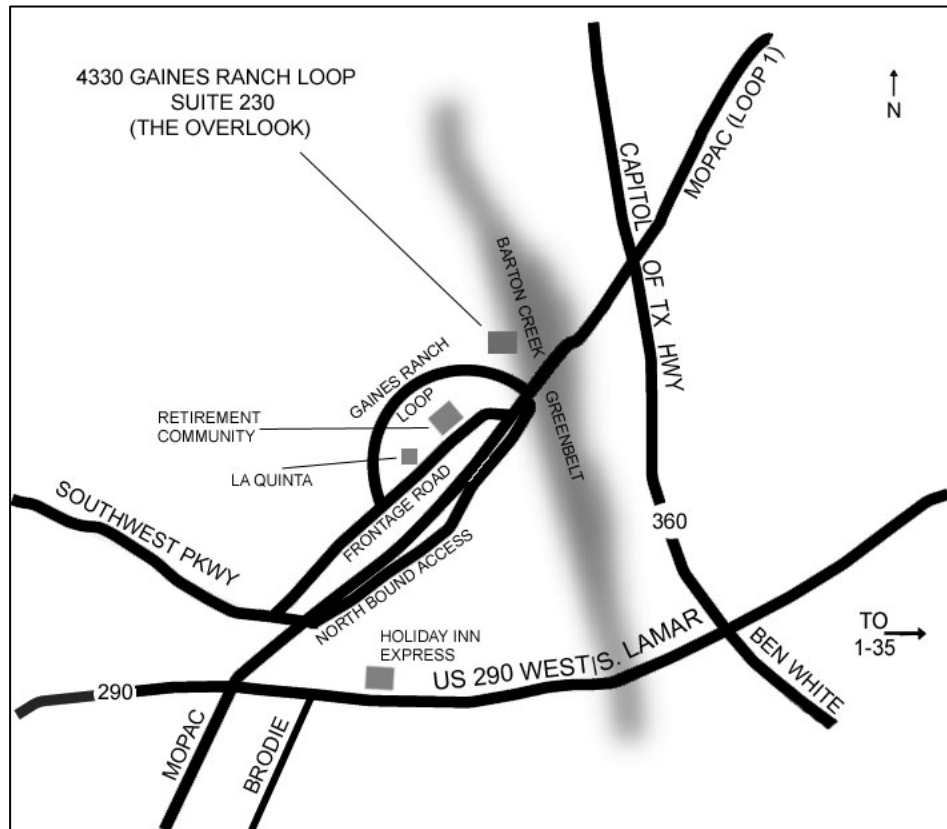 4330 GAINES RANCH LOOP
SUITE 230
(THE OVERLOOK)
N
MOPAC (LOOP 1)
CAPITOL OF TX HWY
BARTON CREEK
GREENBELT
GAINES RANCH
LOOP
RETIREMENT
COMMUNITY
LA QUINTA
FRONTAGE ROAD
SOUTHWEST PKWY
NORTH BOUND ACCESS
360
HOLIDAY INN
EXPRESS
US 290 WEST/S. LAMAR
TO
1-35
BEN WHITE
290
MOPAC
BRODIE